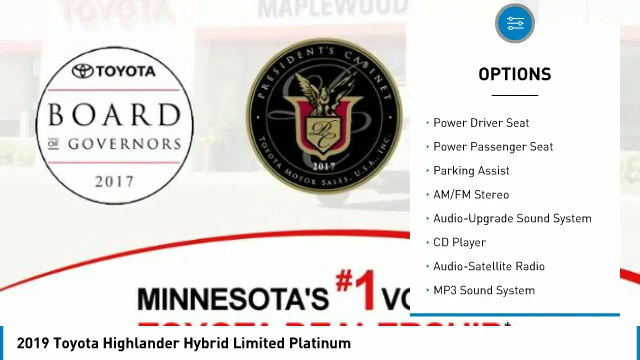 MAPLEWOOD
TOYOTA
BOARD
OF GOVERNORS
2017
PRESIDENT'S CABINET
2017
TOYOTA MOTOR SALES, U.S.A., INC.
OPTIONS
Power Driver Seat
Power Passenger Seat
Parking Assist
AM/FM Stereo
Audio-Upgrade Sound System
CD Player
Audio-Satellite Radio
MP3 Sound System
MINNESOTA'S #1 VO
TOYOTA DEALERSHIP*
2019 Toyota Highlander Hybrid Limited Platinum